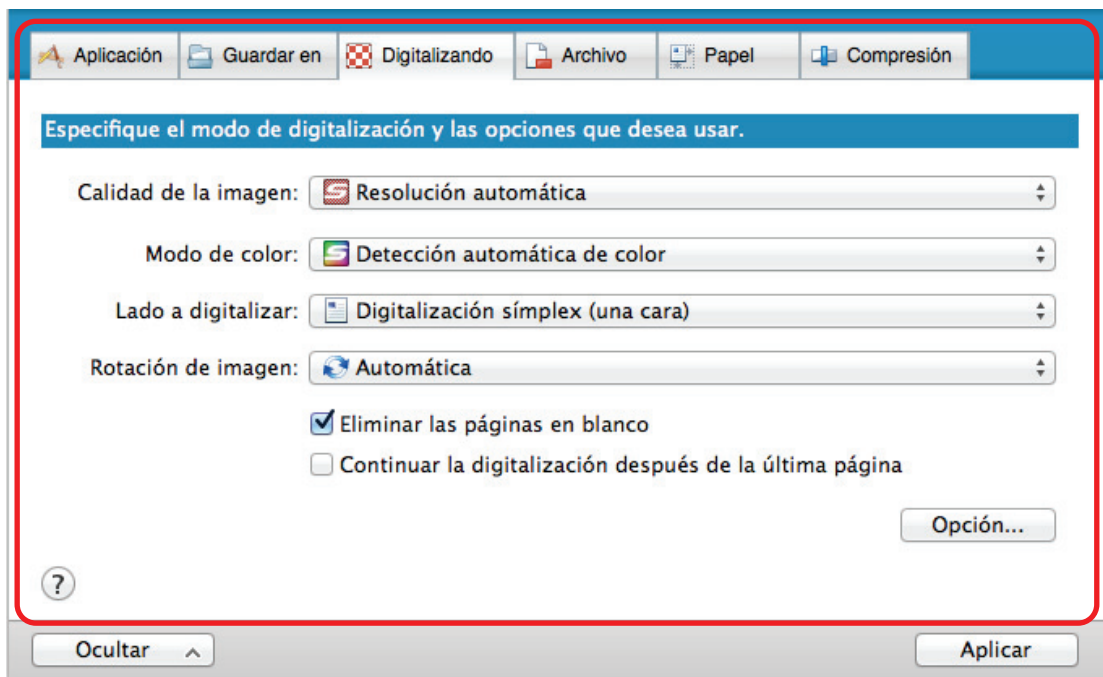 Aplicación Guardar en Digitalizando Archivo Papel Compresión
Especifique el modo de digitalización y las opciones que desea usar.
Calidad de la imagen: Resolución automática
Modo de color: Detección automática de color
Lado a digitalizar: Digitalización símplex (una cara)
Rotación de imagen: Automática
Eliminar las páginas en blanco
Continuar la digitalización después de la última página
Opción...
?
Ocultar Aplicar